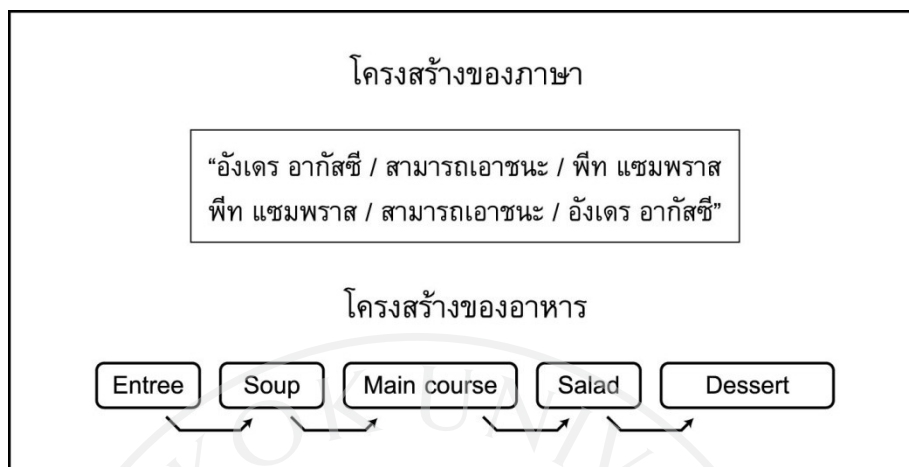 โครงสร้างของภาษา
“อังเดร อากัสซี / สามารถเอาชนะ / พีท แซมพราส
พีท แซมพราส / สามารถเอาชนะ / อังเดร อากัสซี”
โครงสร้างของอาหาร
Entree Soup Main course Salad Dessert
KOK UNIV